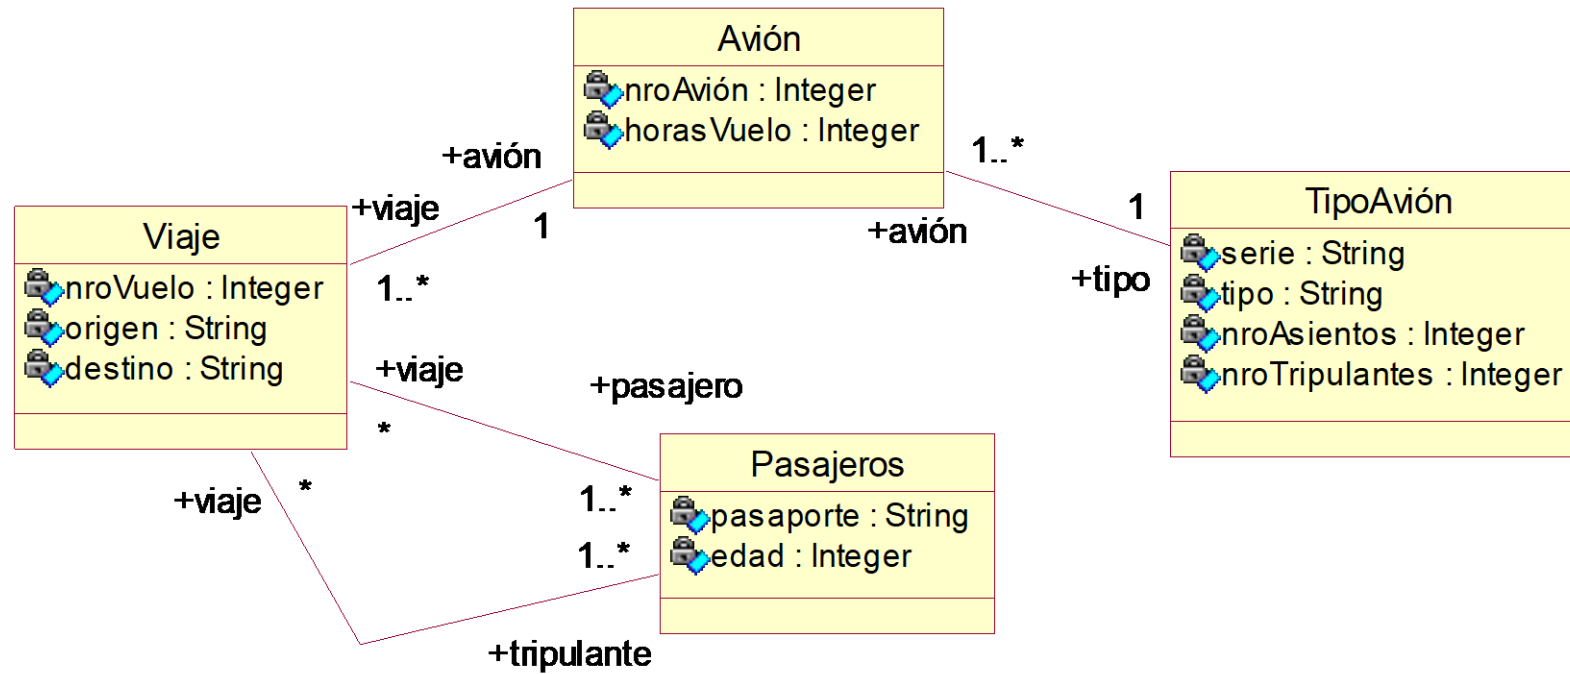 Avión
nroAvión : Integer
horasVuelo : Integer
+avión
1..*
+viaje
1
+avión
1
TipoAvión
serie : String
tipo : String
nroAsientos : Integer
nroTripulantes : Integer
+tipo
Viaje
nroVuelo : Integer
origen : String
destino : String
1..*
+viaje
*
+pasajero
Pasajeros
pasaporte : String
edad : Integer
1..*
1..*
+viaje
*
+tripulante